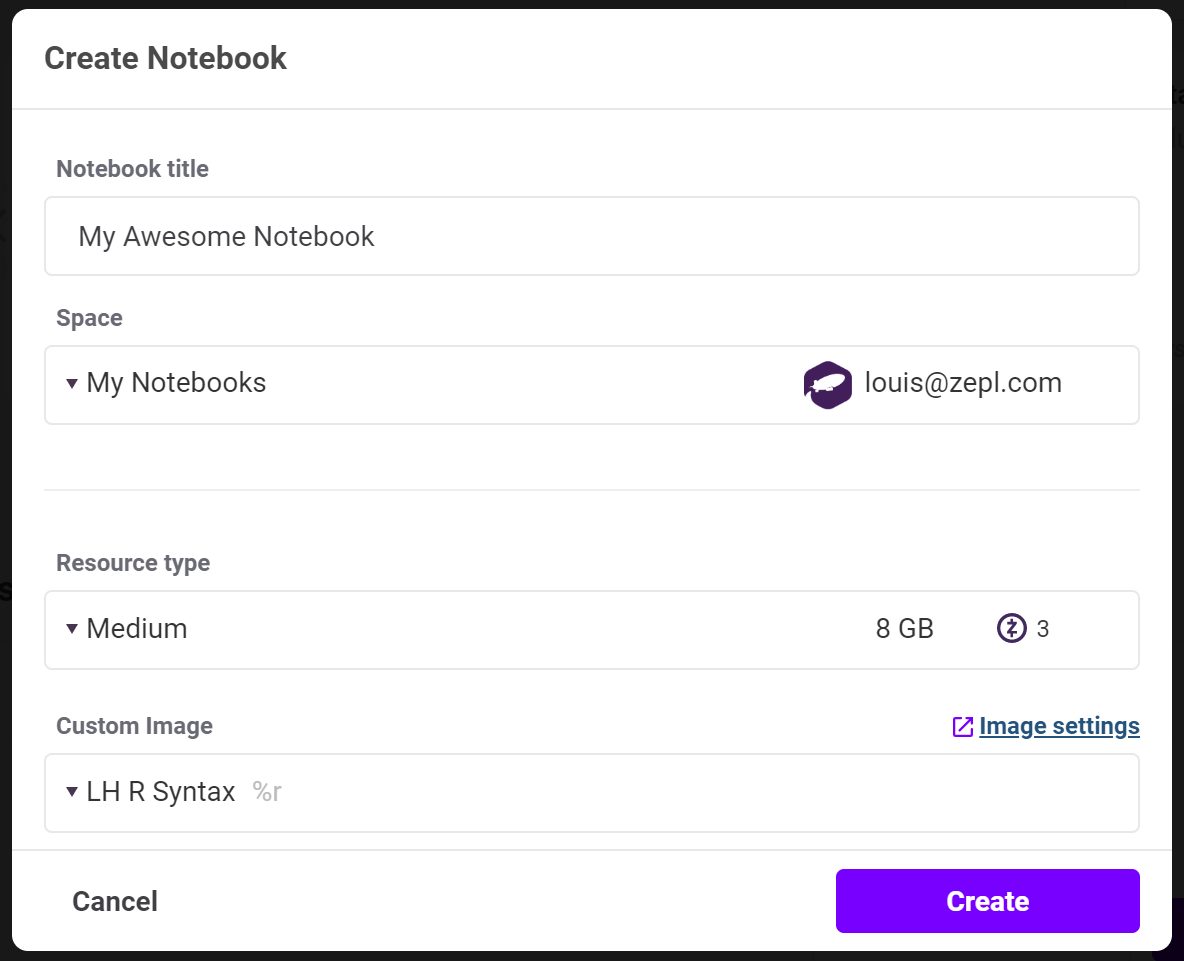 Create Notebook
Notebook title
My Awesome Notebook
Space
My Notebooks louis@zepl.com
Resource type
Medium 8 GB 3
Custom Image Image settings
LH R Syntax %r
Cancel Create